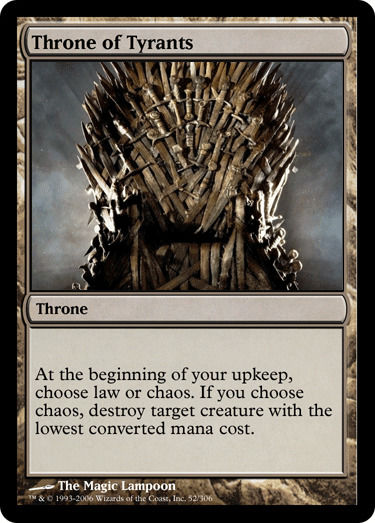 Throne of Tyrants
Throne
At the beginning of your upkeep,
choose law or chaos. If you choose
chaos, destroy target creature with the
lowest converted mana cost.
The Magic Lampoon
™ & © 1993-2006 Wizards of the Coast, Inc. 52/306